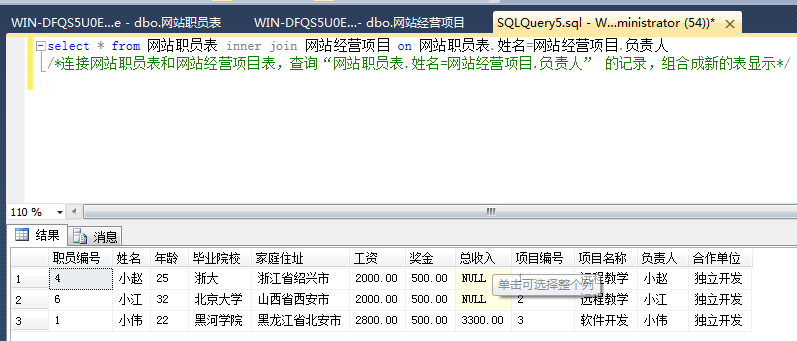 WIN-DFQS5U0E...e - dbo.网站职员表 WIN-DFQS5U0E...- dbo.网站经营项目 SQLQuery5.sql - W...ministrator (54))*
select * from 网站职员表 inner join 网站经营项目 on 网站职员表.姓名=网站经营项目.负责人
/*连接网站职员表和网站经营项目表，查询“网站职员表.姓名=网站经营项目.负责人” 的记录，组合成新的表显示*/
110 %
结果 消息
职员编号 姓名 年龄 毕业院校 家庭住址 工资 奖金 总收入 项目编号 项目名称 负责人 合作单位
1 4 小赵 25 浙大 浙江省绍兴市 2000.00 500.00 NULL 远程教学 小赵 独立开发
单击可选择整个列
2 6 小江 32 北京大学 山西省西安市 2000.00 500.00 NULL 2 远程教学 小江 独立开发
3 1 小伟 22 黑河学院 黑龙江省北安市 2800.00 500.00 3300.00 3 软件开发 小伟 独立开发